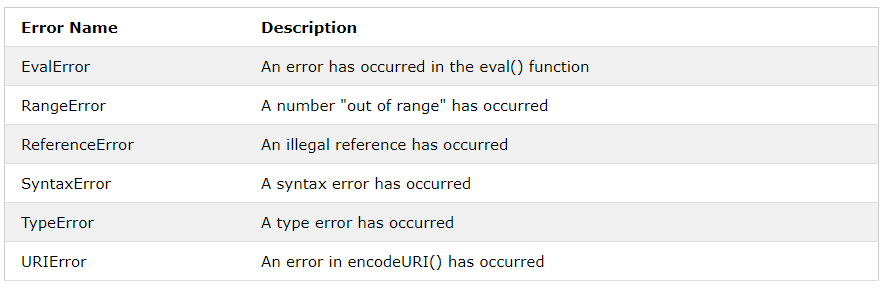 Error Name Description
EvalError An error has occurred in the eval() function
RangeError A number "out of range" has occurred
ReferenceError An illegal reference has occurred
SyntaxError A syntax error has occurred
TypeError A type error has occurred
URIError An error in encodeURI() has occurred